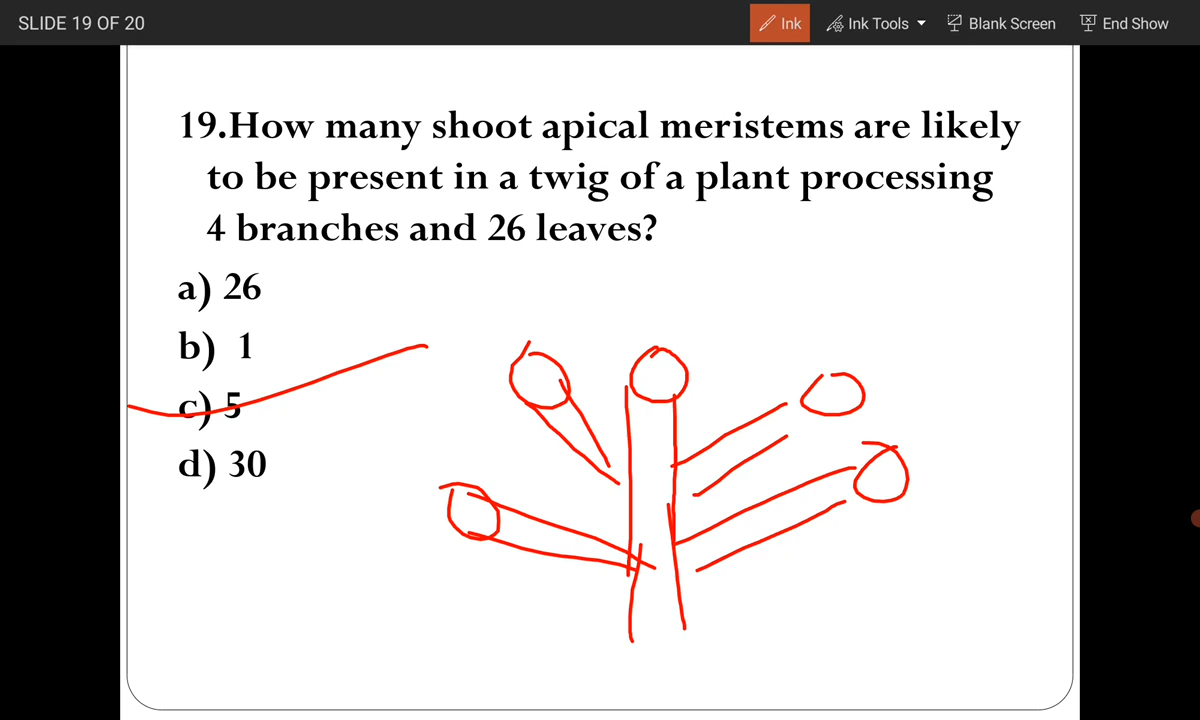 SLIDE 19 OF 20
Ink
Ink Tools
Blank Screen
End Show
19.How many shoot apical meristems are likely
to be present in a twig of a plant processing
4 branches and 26 leaves?
a) 26
b) 1
c) 5
d) 30